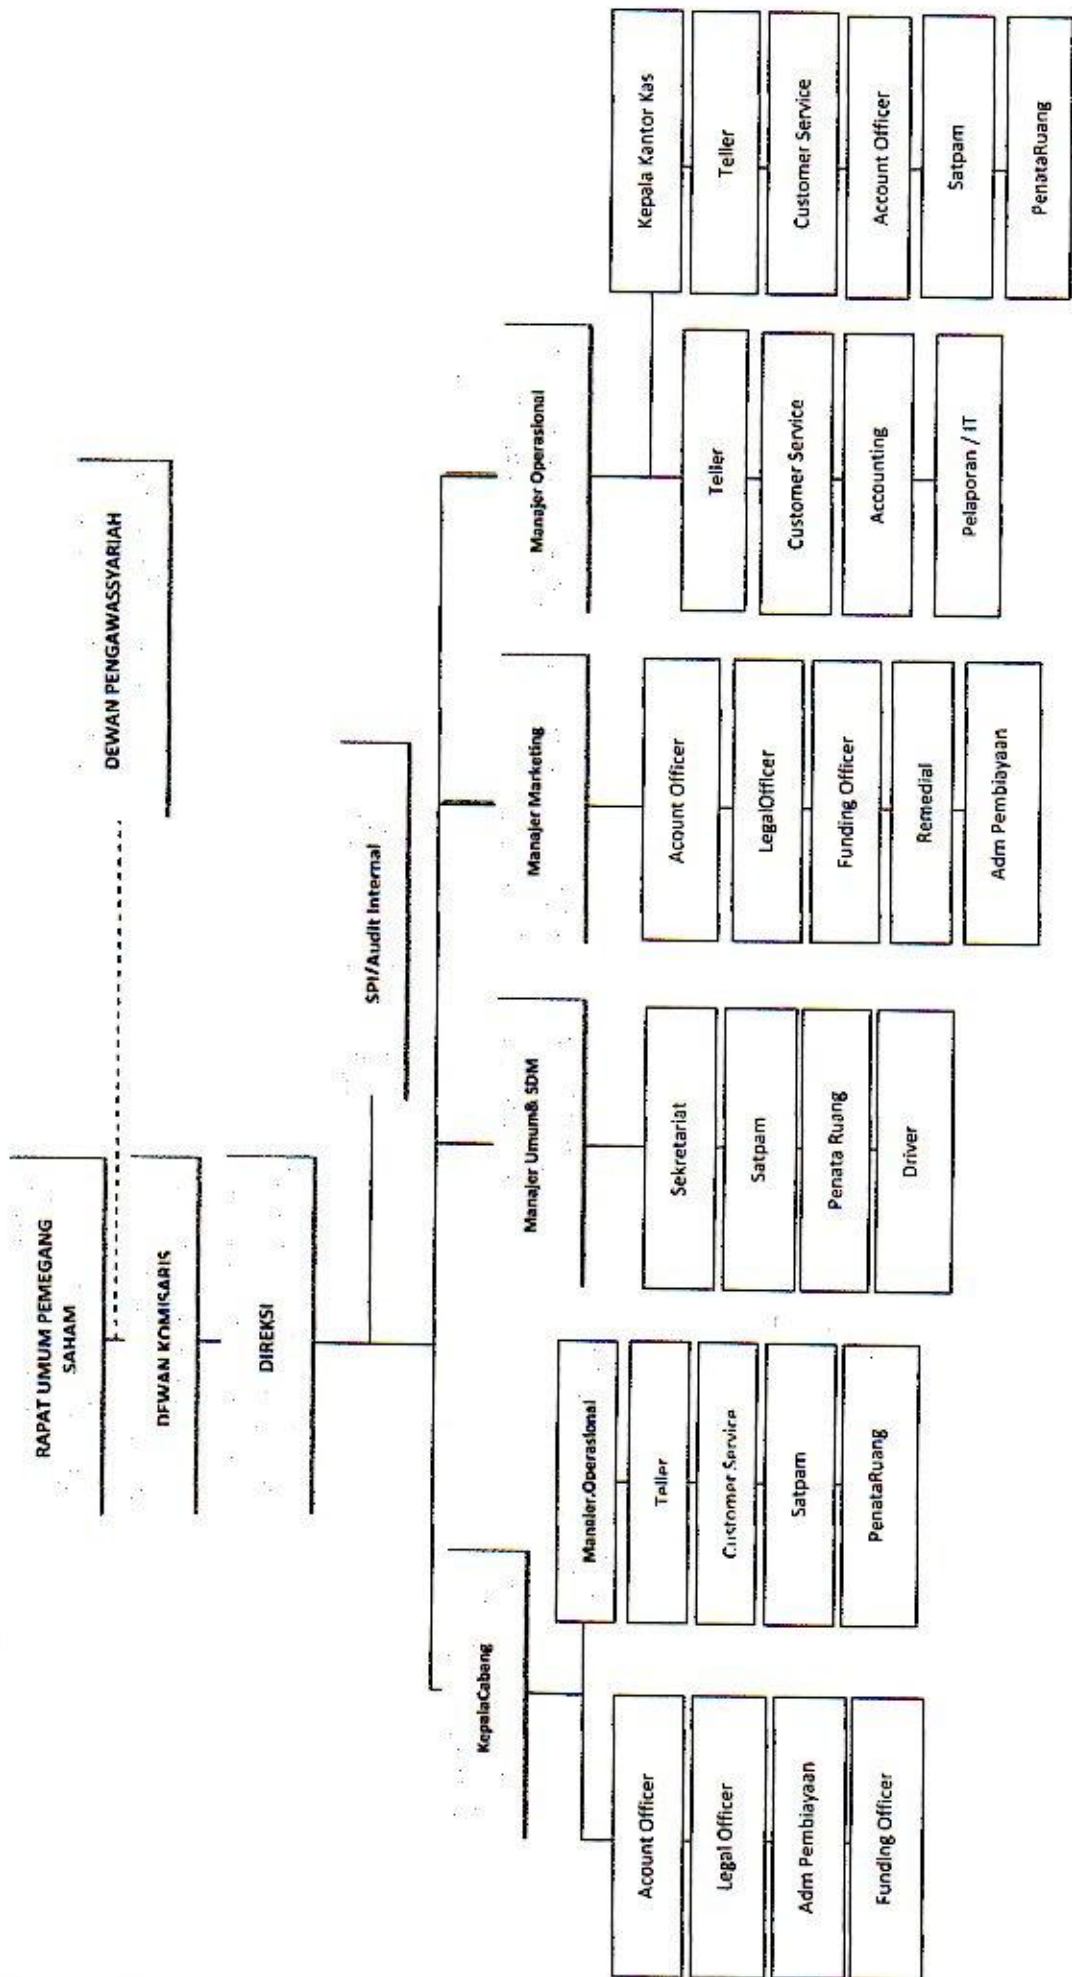 RAPAT UMUM PEMEGANG
SAHAM
DEWAN PENGAWASSYARIAH
DEWAN KOMISARIS
DIREKSI
SPI/Audit Internal
KepalaCabang
Manajer Umum& SDM
Manajer Marketing
Manajer Operasional
Acount Officer
Legal Officer
Adm Pembiayaan
Funding Officer
Manajer Operasional
Teller
Customer Service
Satpam
PenataRuang
Sekretariat
Satpam
Penata Ruang
Driver
Acount Officer
LegalOfficer
Funding Officer
Remedial
Adm Pembiayaan
Teller
Customer Service
Accounting
Pelaporan / IT
Kepala Kantor Kas
Teller
Customer Service
Account Officer
Satpam
PenataRuang